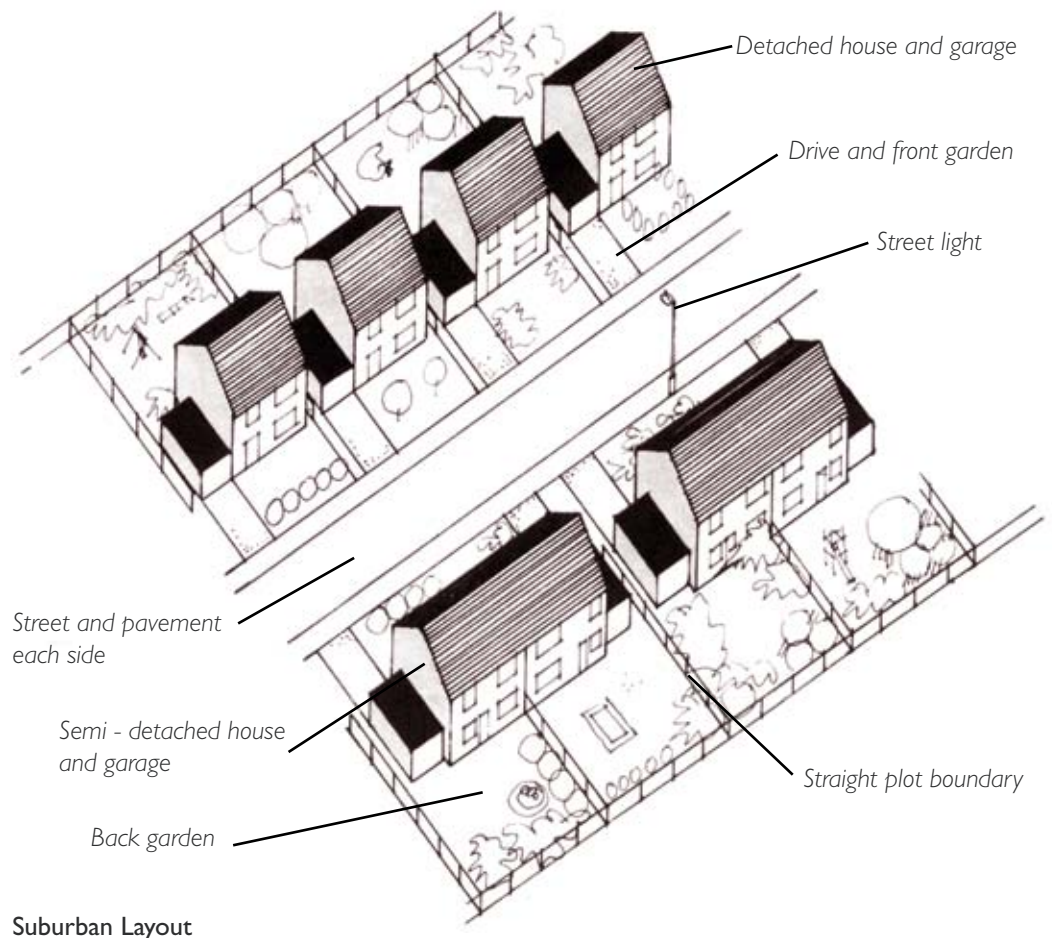 Detached house and garage
Drive and front garden
Street light
Street and pavement
each side
Semi - detached house
and garage
Straight plot boundary
Back garden
Suburban Layout